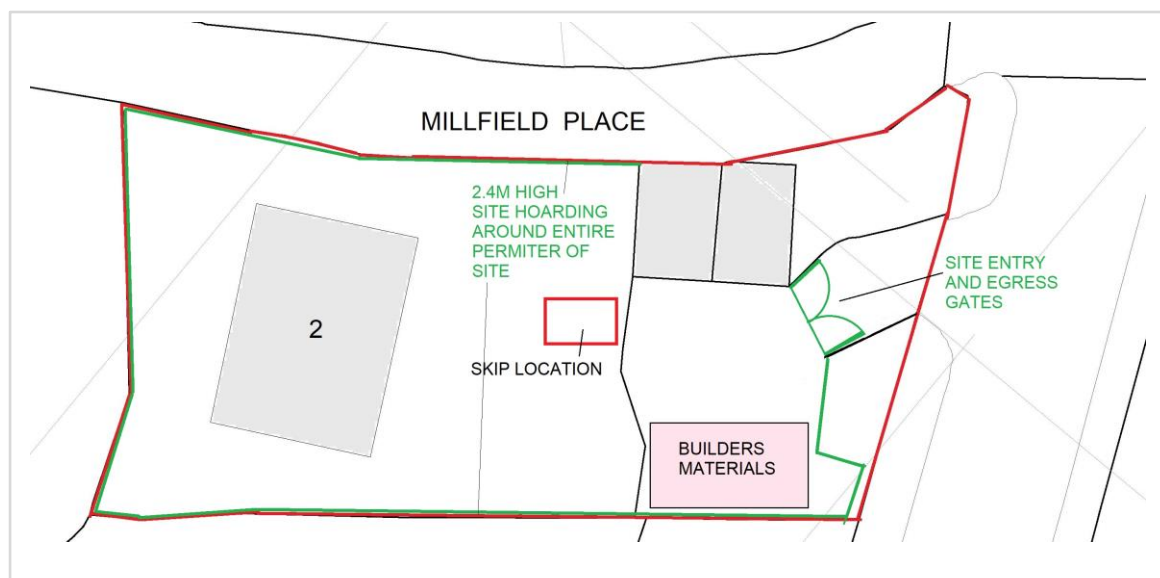 MILLFIELD PLACE
2.4M HIGH
SITE HOARDING
AROUND ENTIRE
PERMITER OF
SITE
SITE ENTRY
AND EGRESS
GATES
2
SKIP LOCATION
BUILDERS
MATERIALS